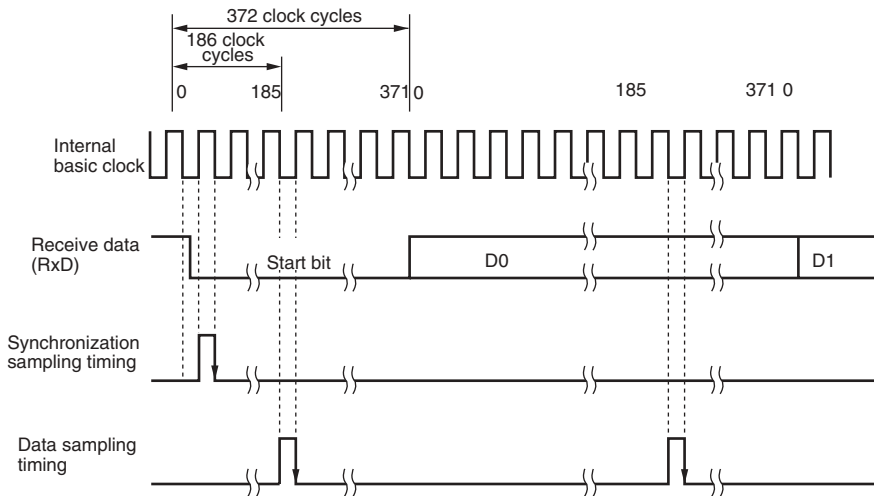 372 clock cycles
186 clock
cycles
0 185 371 0 185 371 0
Internal
basic clock
Receive data
(RxD)
Start bit D0 D1
Synchronization
sampling timing
Data sampling
timing